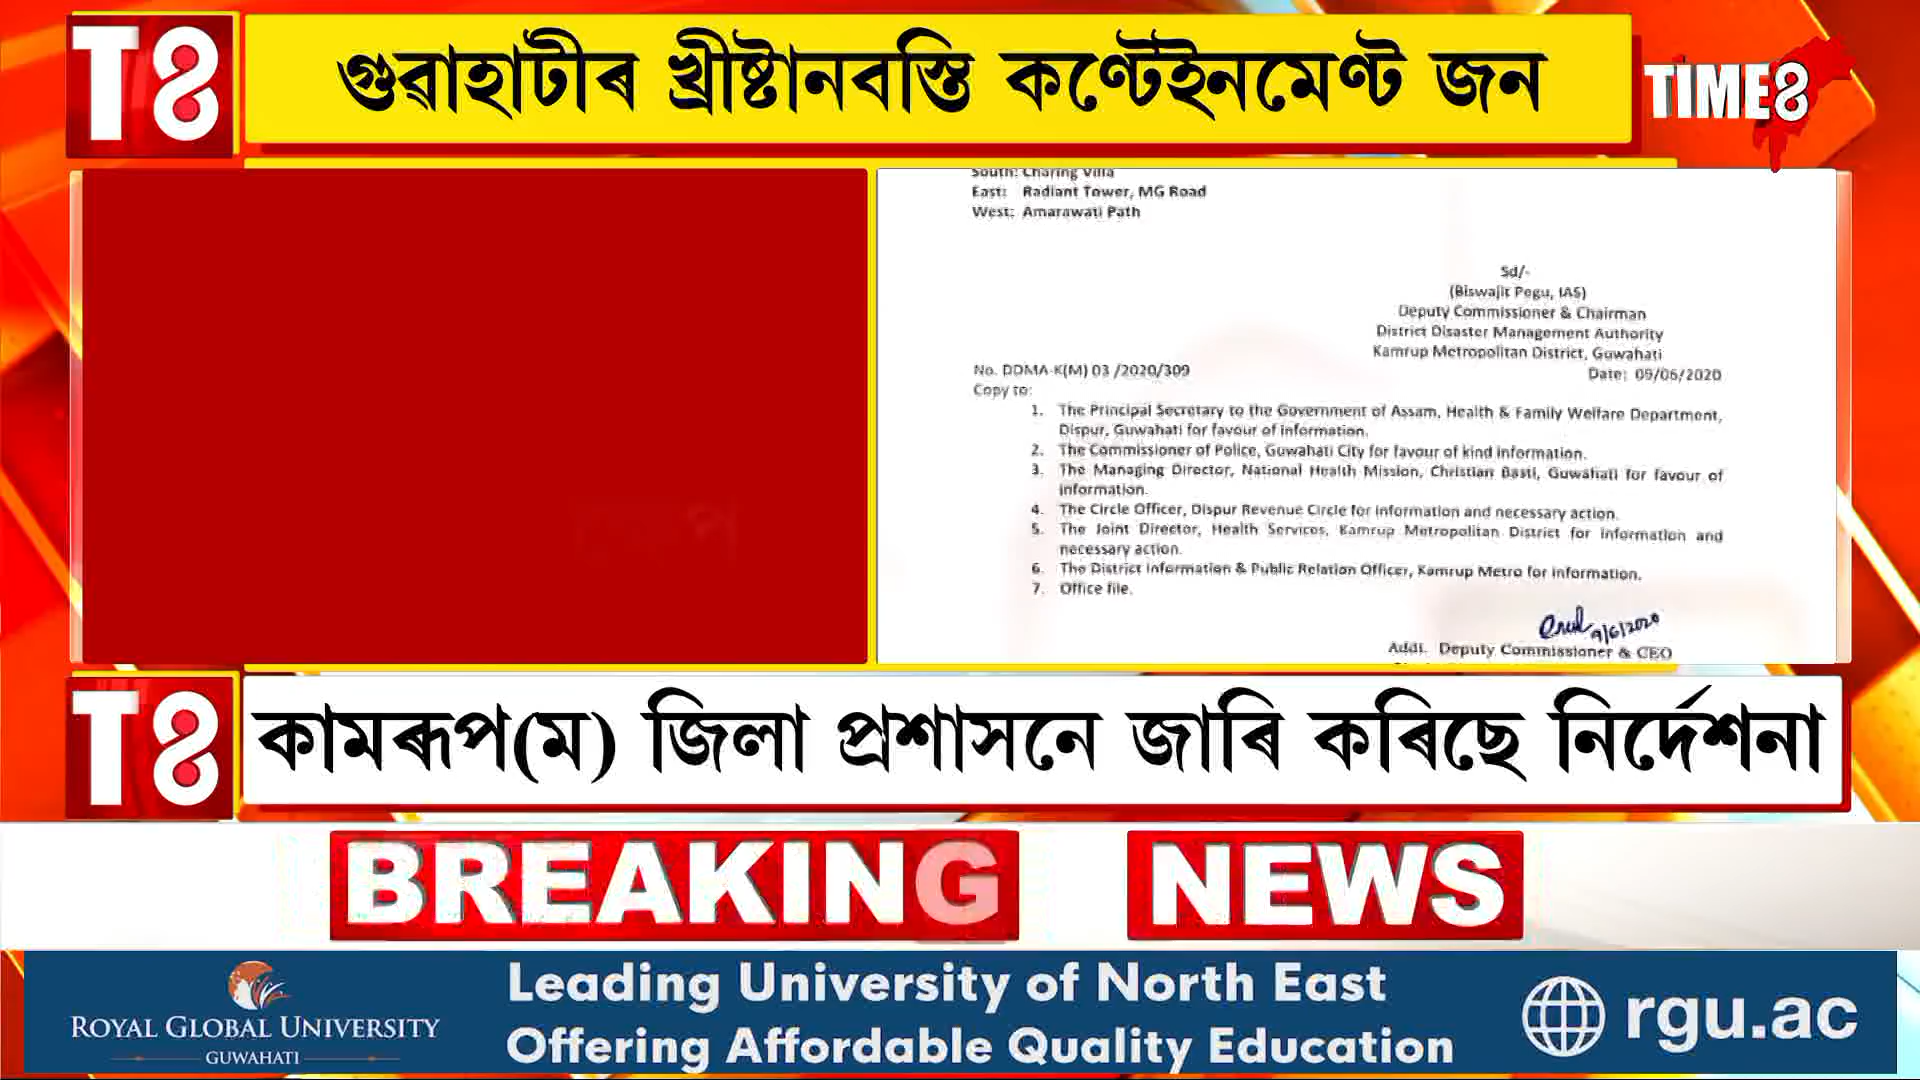 T8
গুৱাহাটীৰ খ্ৰীষ্টানবস্তি কণ্টেইনমেণ্ট জন
TIME8
South: Charing Villa
East: Radiant Tower, MG Road
West: Amarawati Path
Sd/-
(Biswajit Pegu, IAS)
Deputy Commissioner & Chairman
District Disaster Management Authority
Kamrup Metropolitan District, Guwahati
No. DDMA-K(M) 03 /2020/309
Date: 09/06/2020
Copy to:
1. The Principal Secretary to the Government of Assam, Health & Family Welfare Department,
Dispur, Guwahati for favour of information.
2. The Commissioner of Police, Guwahati City for favour of kind information.
3. The Managing Director, National Health Mission, Christian Basti, Guwahati for favour of
information.
4. The Circle Officer, Dispur Revenue Circle for information and necessary action.
5. The Joint Director, Health Services, Kamrup Metropolitan District for information and
necessary action.
6. The District Information & Public Relation Officer, Kamrup Metro for information.
7. Office file.
9/6/2020
Addl. Deputy Commissioner & CEO
T8
কামৰূপ(ম) জিলা প্ৰশাসনে জাৰি কৰিছে নিৰ্দেশনা
BREAKING NEWS
ROYAL GLOBAL UNIVERSITY
GUWAHATI
Leading University of North East
Offering Affordable Quality Education
rgu.ac